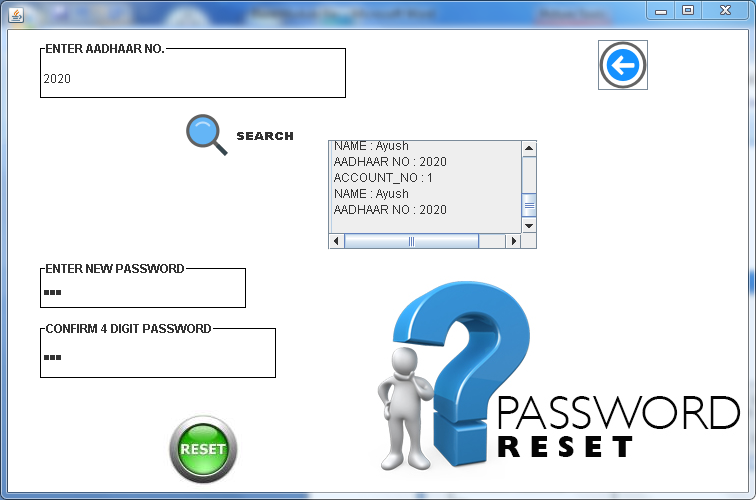 ENTER AADHAAR NO.
2020
SEARCH
NAME : Ayush
AADHAAR NO : 2020
ACCOUNT_NO : 1
NAME : Ayush
AADHAAR NO : 2020
ENTER NEW PASSWORD
CONFIRM 4 DIGIT PASSWORD
RESET
PASSWORD
RESET